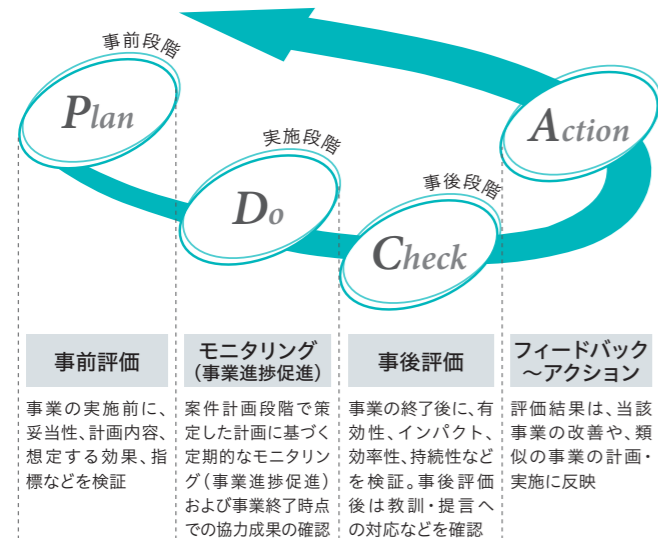 事前段階
Plan
実施段階
Do
事後段階
Check
Action
事前評価
事業の実施前に、
妥当性、計画内容、
想定する効果、指
標などを検証
モニタリング
(事業進捗促進)
案件計画段階で策
定した計画に基づく
定期的なモニタリン
グ(事業進捗促進)
および事業終了時点
での協力成果の確認
事後評価
事業の終了後に、有
効性、インパクト、
効率性、持続性など
を検証。事後評価
後は教訓・提言へ
の対応などを確認
フィードバック
～アクション
評価結果は、当該
事業の改善や、類
似の事業の計画・
実施に反映